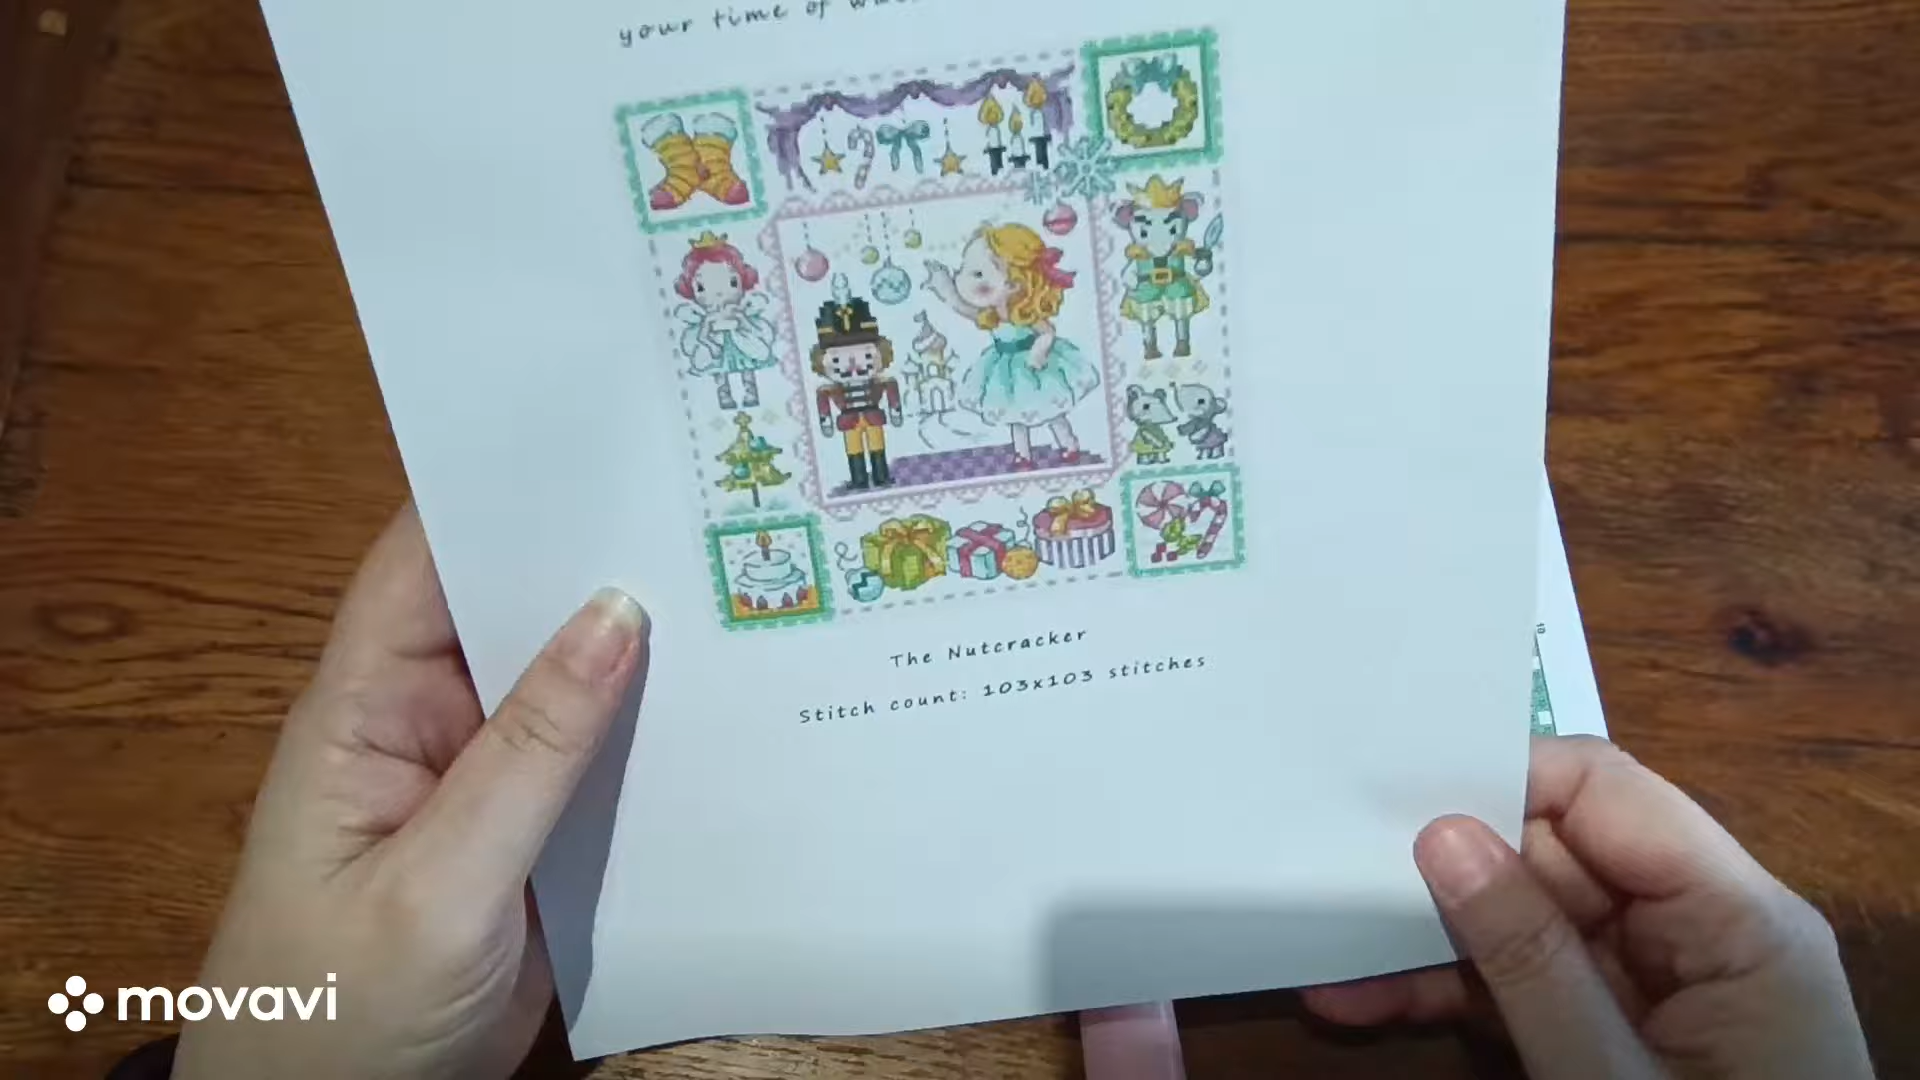 your time of
The Nutcracker
Stitch count: 103x103 stitches
movavi